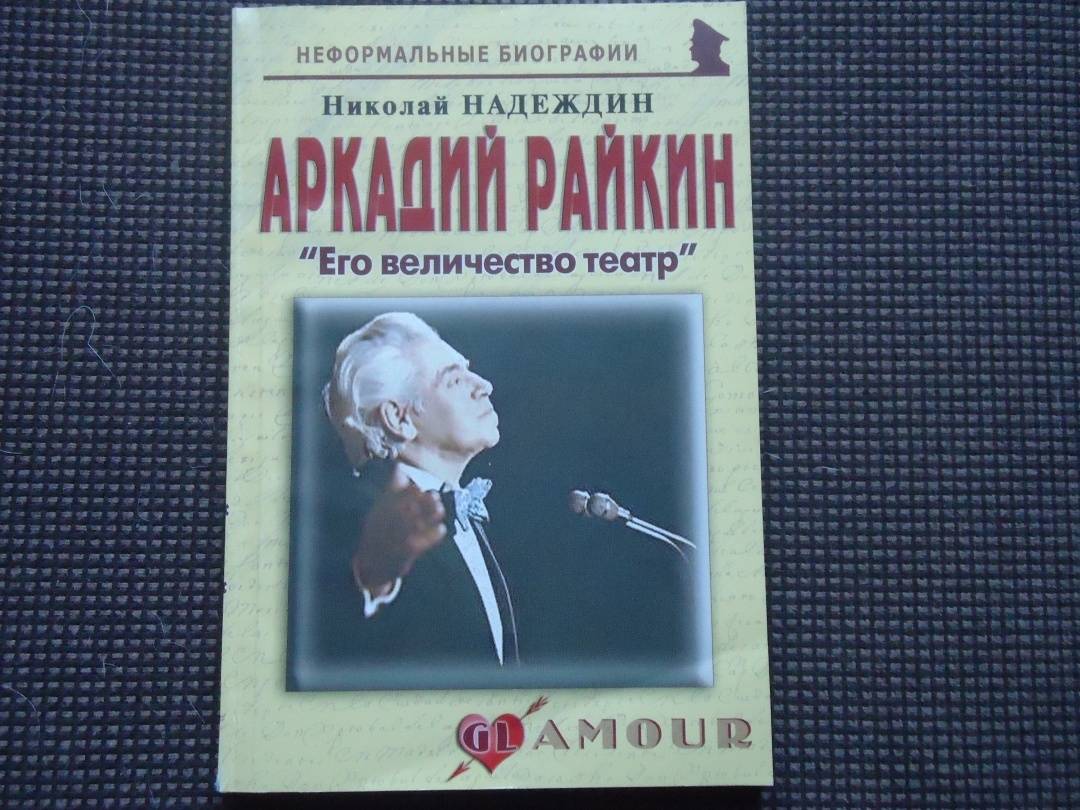 НЕФОРМАЛЬНЫЕ БИОГРАФИИ
Николай НАДЕЖДИН
АРКАДИЙ РАЙКИН
“Его величество театр”
GLAMOUR